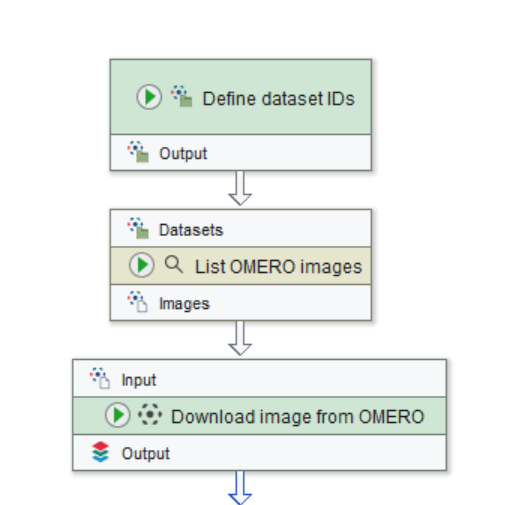 Define dataset IDs
Output
Datasets
List OMERO images
Images
Input
Download image from OMERO
Output